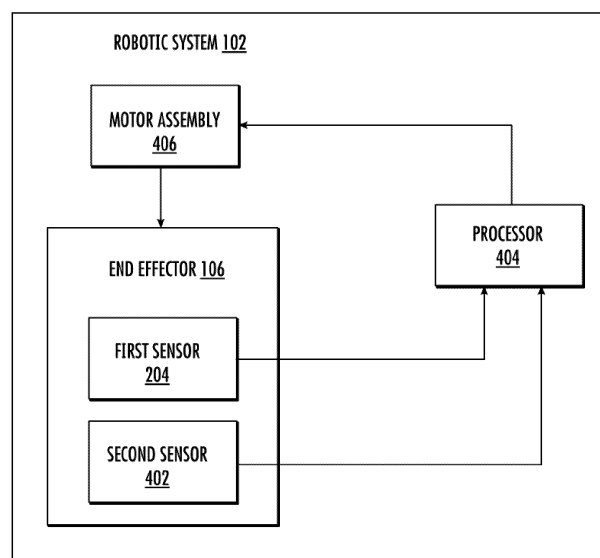 ROBOTIC SYSTEM 102
MOTOR ASSEMBLY
406
PROCESSOR
404
END EFFECTOR 106
FIRST SENSOR
204
SECOND SENSOR
402